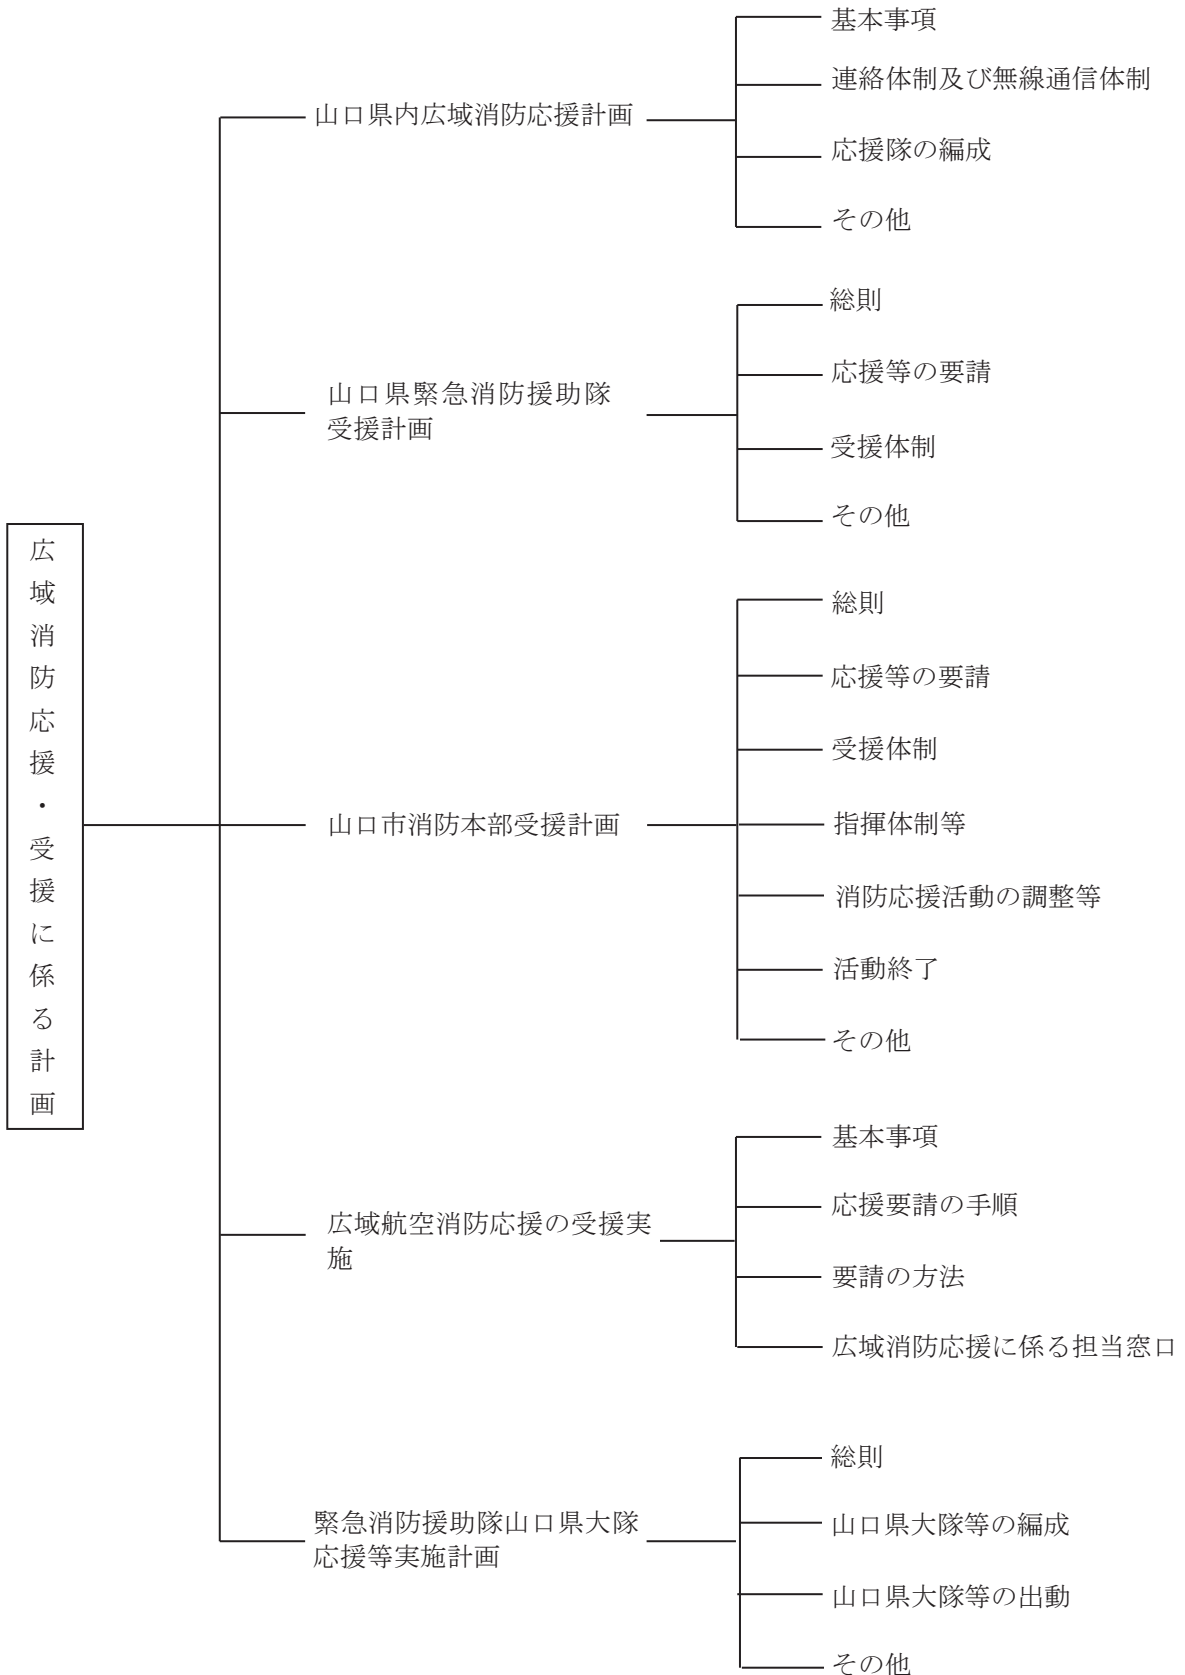 広域消防応援・受援に係る計画
山口県内広域消防応援計画
基本事項
連絡体制及び無線通信体制
応援隊の編成
その他
山口県緊急消防援助隊
受援計画
総則
応援等の要請
受援体制
その他
山口市消防本部受援計画
総則
応援等の要請
受援体制
指揮体制等
消防応援活動の調整等
活動終了
その他
広域航空消防応援の受援実
施
基本事項
応援要請の手順
要請の方法
広域消防応援に係る担当窓口
緊急消防援助隊山口県大隊
応援等実施計画
総則
山口県大隊等の編成
山口県大隊等の出動
その他